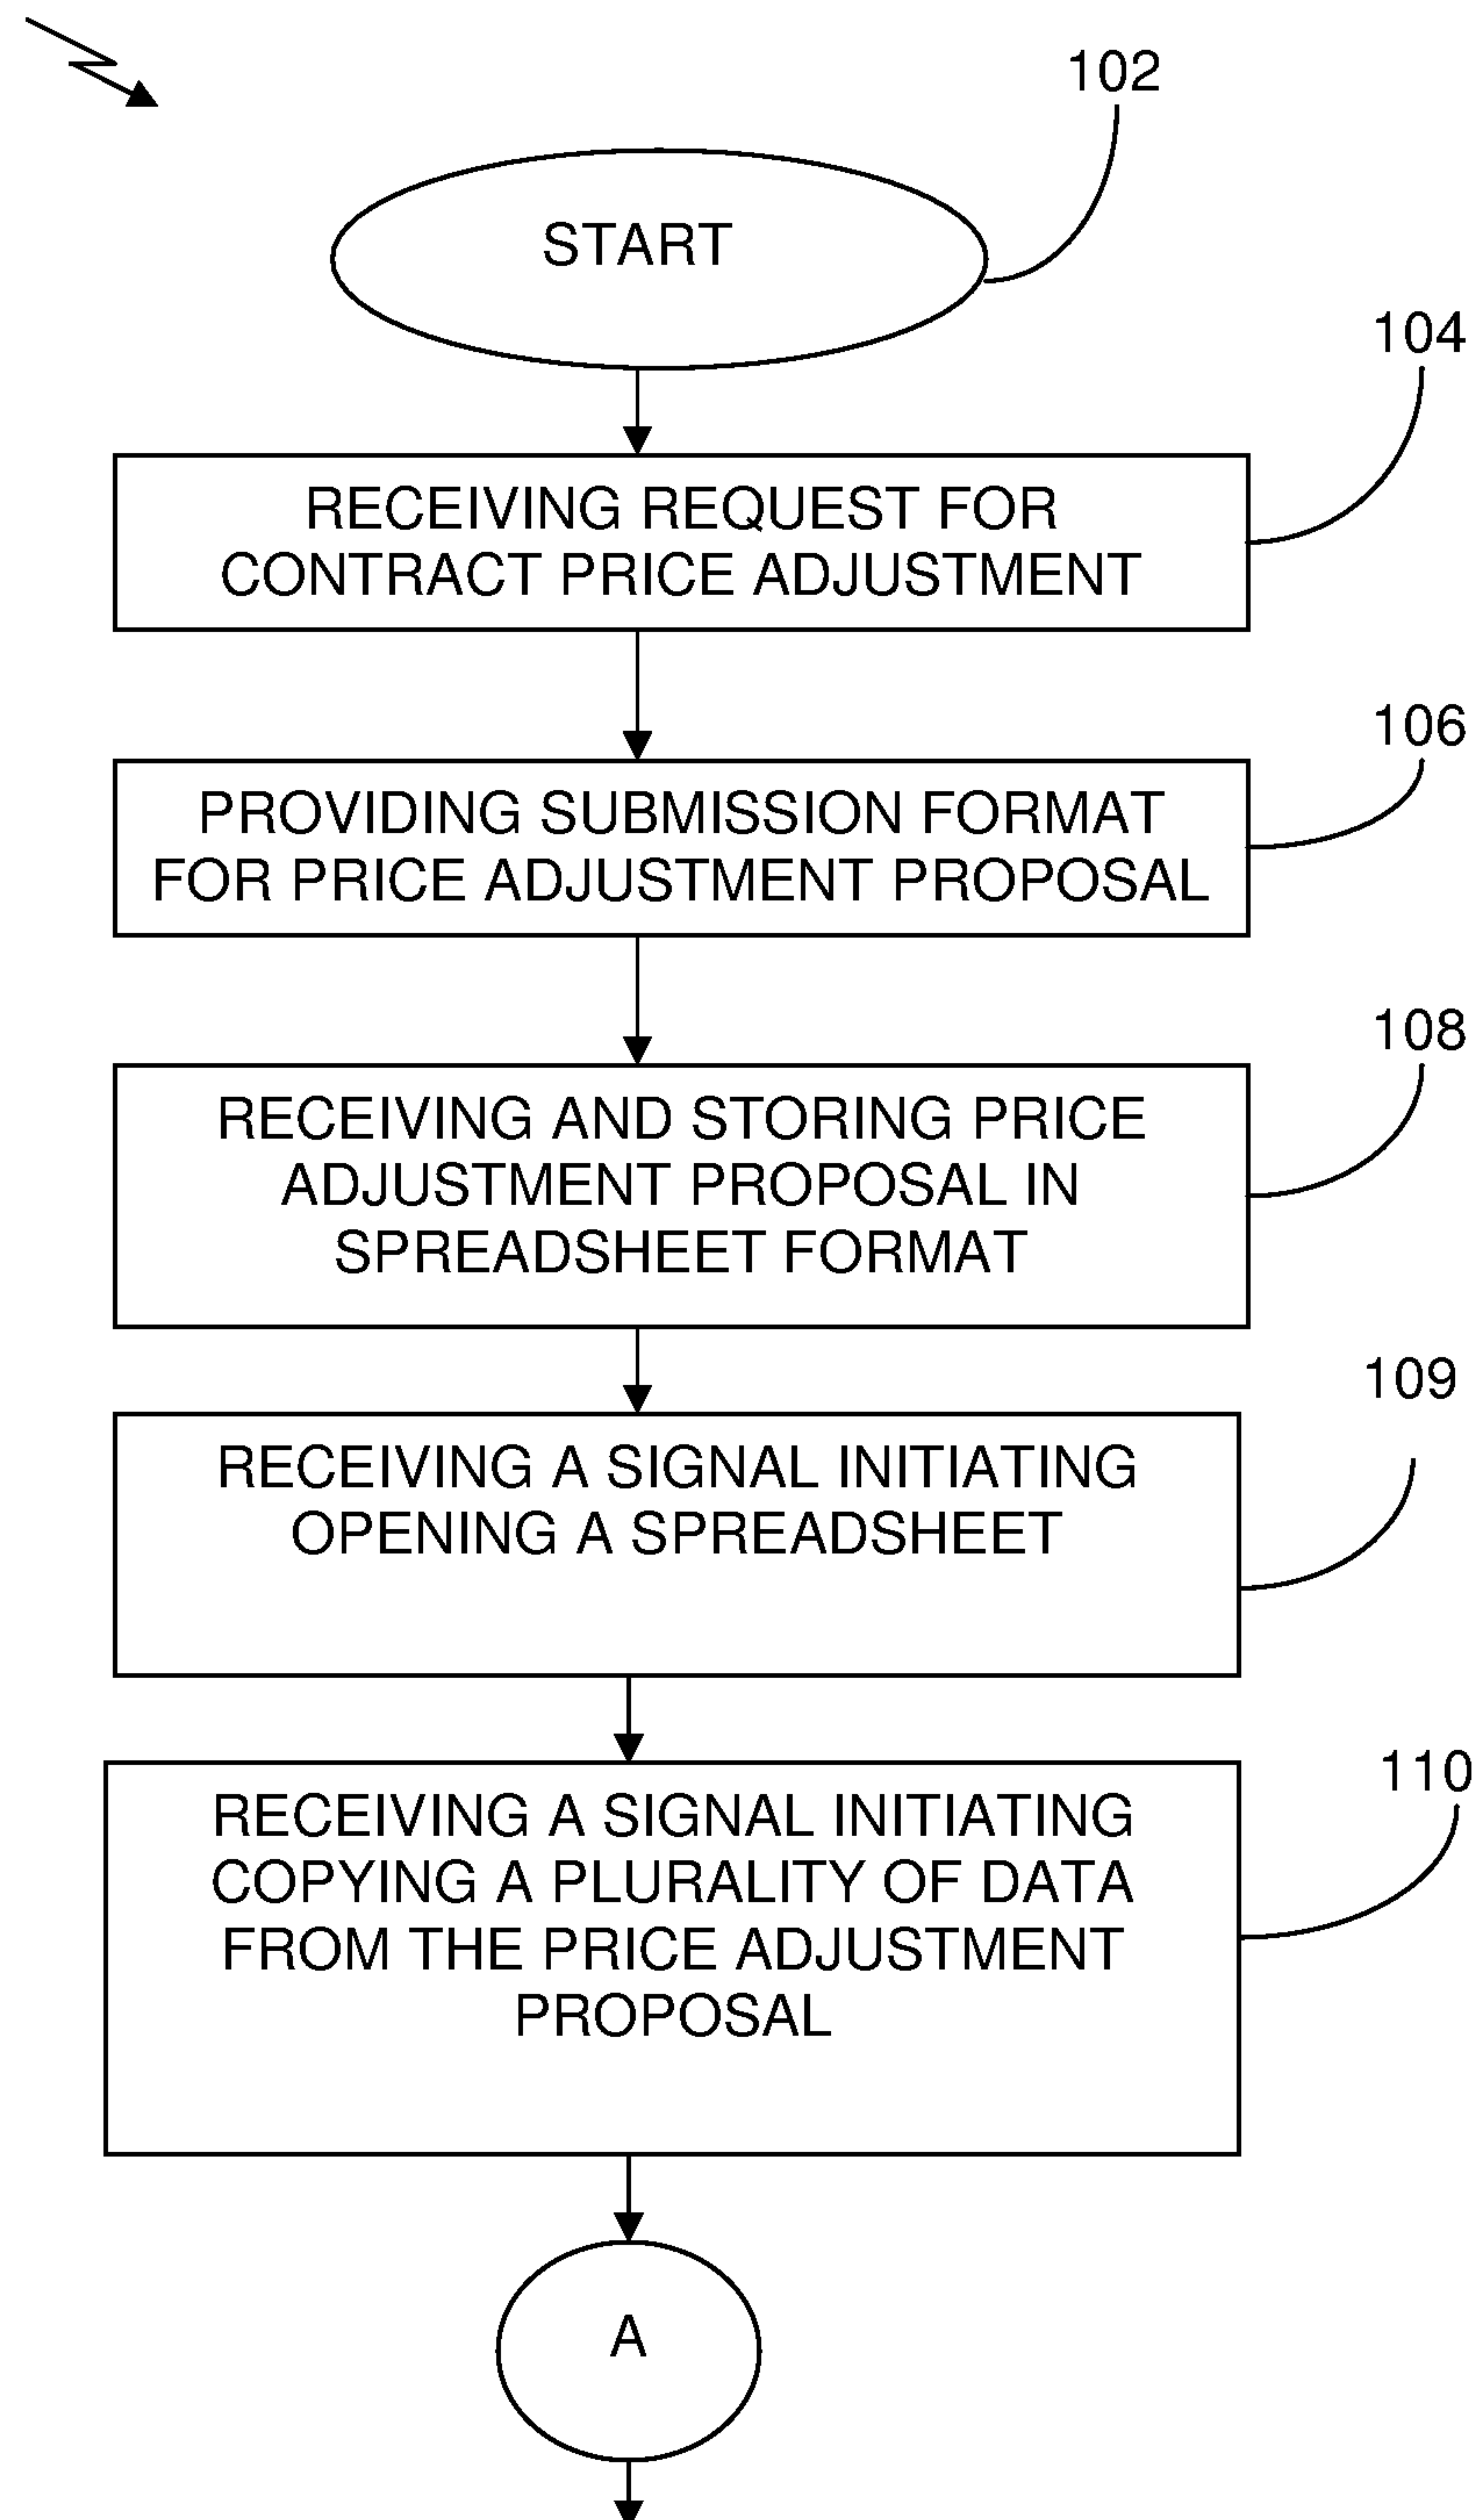 102
START
104
RECEIVING REQUEST FOR
CONTRACT PRICE ADJUSTMENT
106
PROVIDING SUBMISSION FORMAT
FOR PRICE ADJUSTMENT PROPOSAL
108
RECEIVING AND STORING PRICE
ADJUSTMENT PROPOSAL IN
SPREADSHEET FORMAT
109
RECEIVING A SIGNAL INITIATING
OPENING A SPREADSHEET
110
RECEIVING A SIGNAL INITIATING
COPYING A PLURALITY OF DATA
FROM THE PRICE ADJUSTMENT
PROPOSAL
A